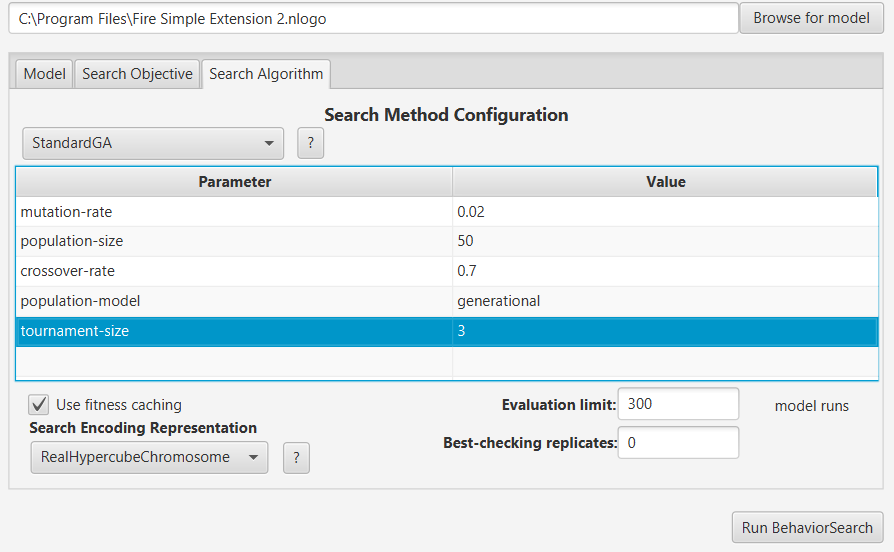 C:\Program Files\Fire Simple Extension 2.nlogo Browse for model
Model Search Objective Search Algorithm
Search Method Configuration
StandardGA ?
Parameter Value
mutation-rate 0.02
population-size 50
crossover-rate 0.7
population-model generational
tournament-size 3
Use fitness caching Evaluation limit: 300 model runs
Search Encoding Representation Best-checking replicates: 0
RealHypercubeChromosome ?
Run BehaviorSearch